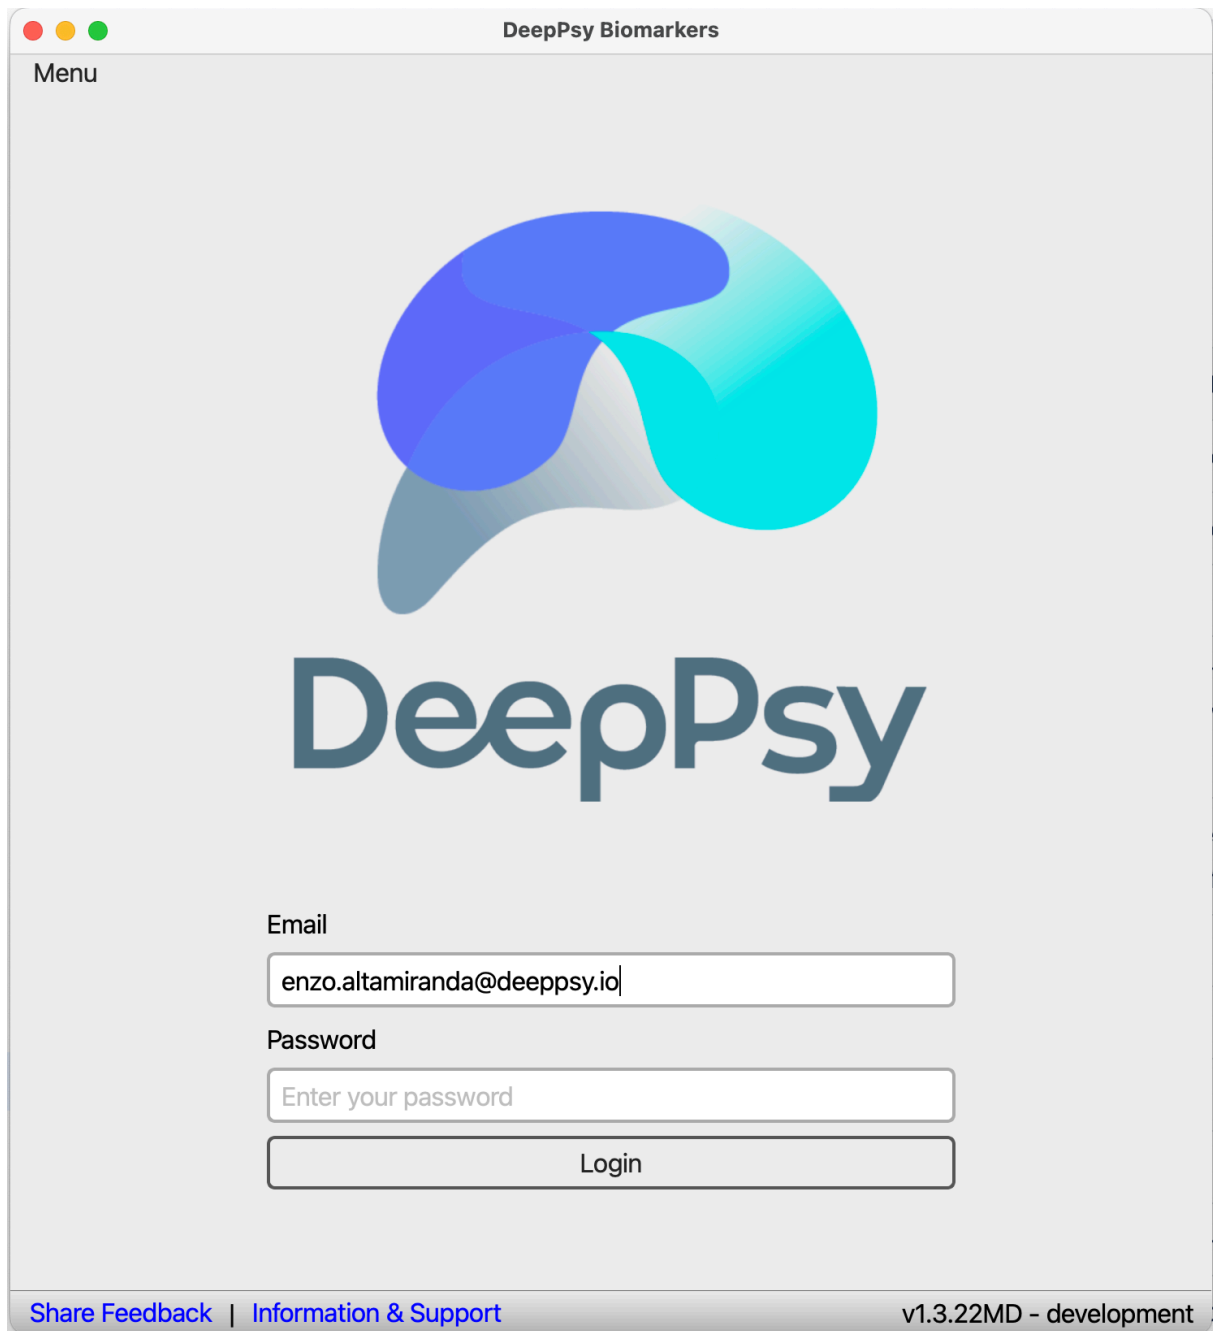 DeepPsy Biomarkers
Menu
DeepPsy
Email
enzo.altamiranda@deeppsy.io
Password
Enter your password
Login
Share Feedback | Information & Support v1.3.22MD - development